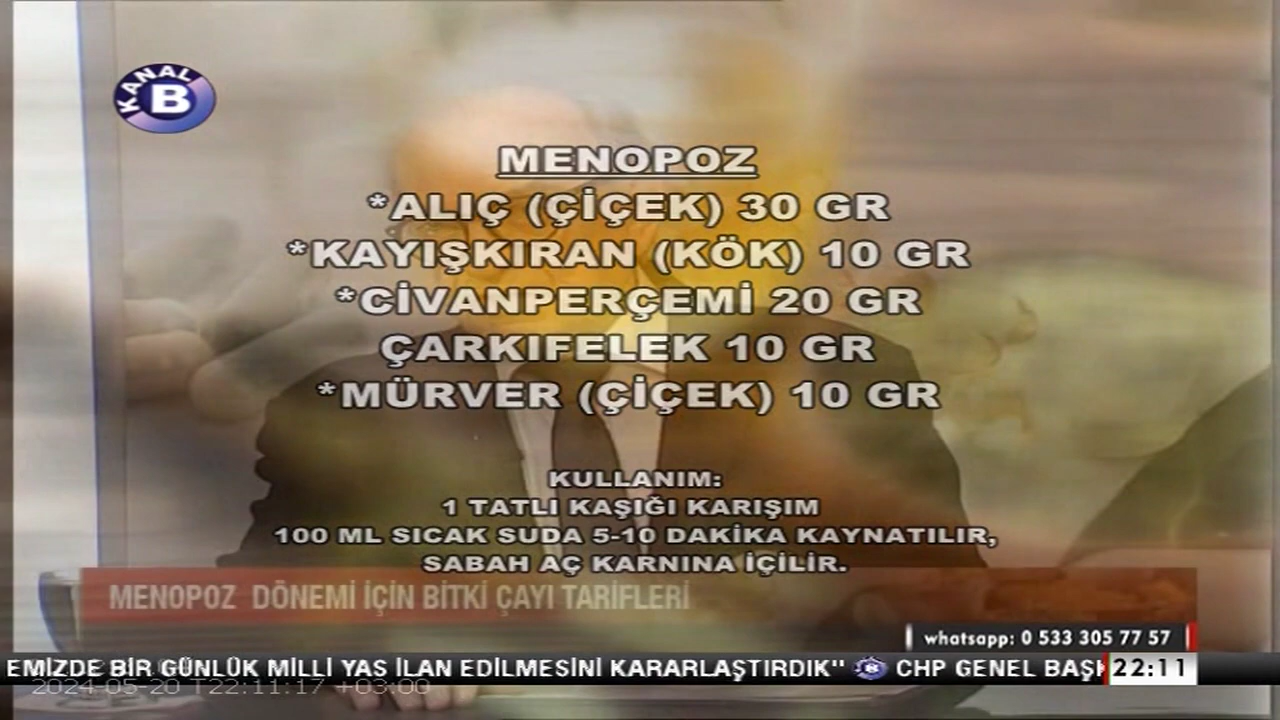 KANAL B
MENOPOZ
*ALIÇ (ÇİÇEK) 30 GR
*KAYIŞKIRAN (KÖK) 10 GR
*CİVANPERÇEMİ 20 GR
ÇARKIFELEK 10 GR
*MÜRVER (ÇİÇEK) 10 GR
KULLANIM:
1 TATLI KAŞIĞI KARIŞIM
100 ML SICAK SUDA 5-10 DAKİKA KAYNATILIR,
SABAH AÇ KARNINA İÇİLİR.
MENOPOZ DÖNEMİ İÇİN BİTKİ ÇAYI TARİFLERİ
whatsapp: 0 533 305 77 57
EMİZDE BİR GÜNLÜK MİLLİ YAS İLAN EDİLMESİNİ KARARLAŞTIRDIK" B CHP GENEL BAŞK 22:11
2024-05-20 T22:11:17 +03:00